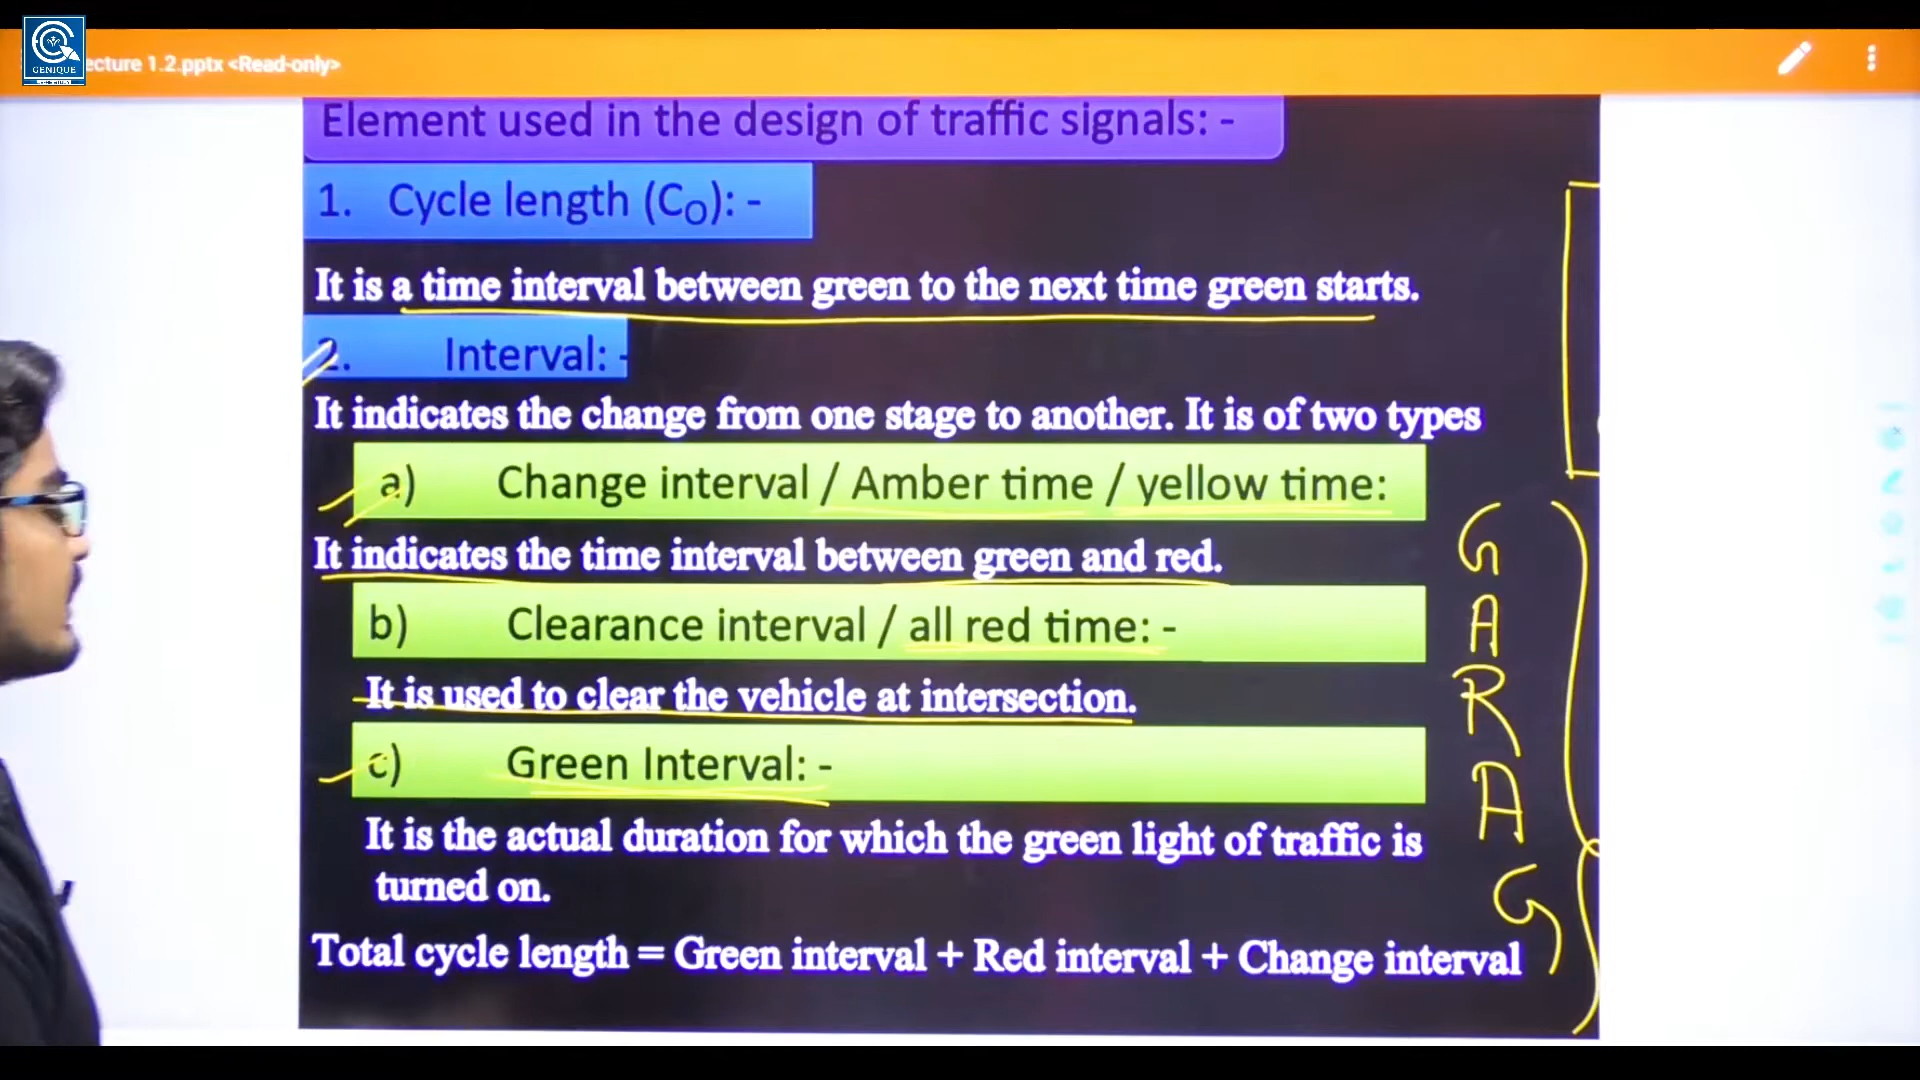 GENIQUE
ecture 1.2.pptx <Read-only>
Element used in the design of traffic signals: -
1. Cycle length (CO): -
It is a time interval between green to the next time green starts.
2. Interval: -
It indicates the change from one stage to another. It is of two types
a) Change interval / Amber time / yellow time:
It indicates the time interval between green and red.
b) Clearance interval / all red time: -
It is used to clear the vehicle at intersection.
c) Green Interval: -
It is the actual duration for which the green light of traffic is
turned on.
Total cycle length = Green interval + Red interval + Change interval
G
A
R
A
G